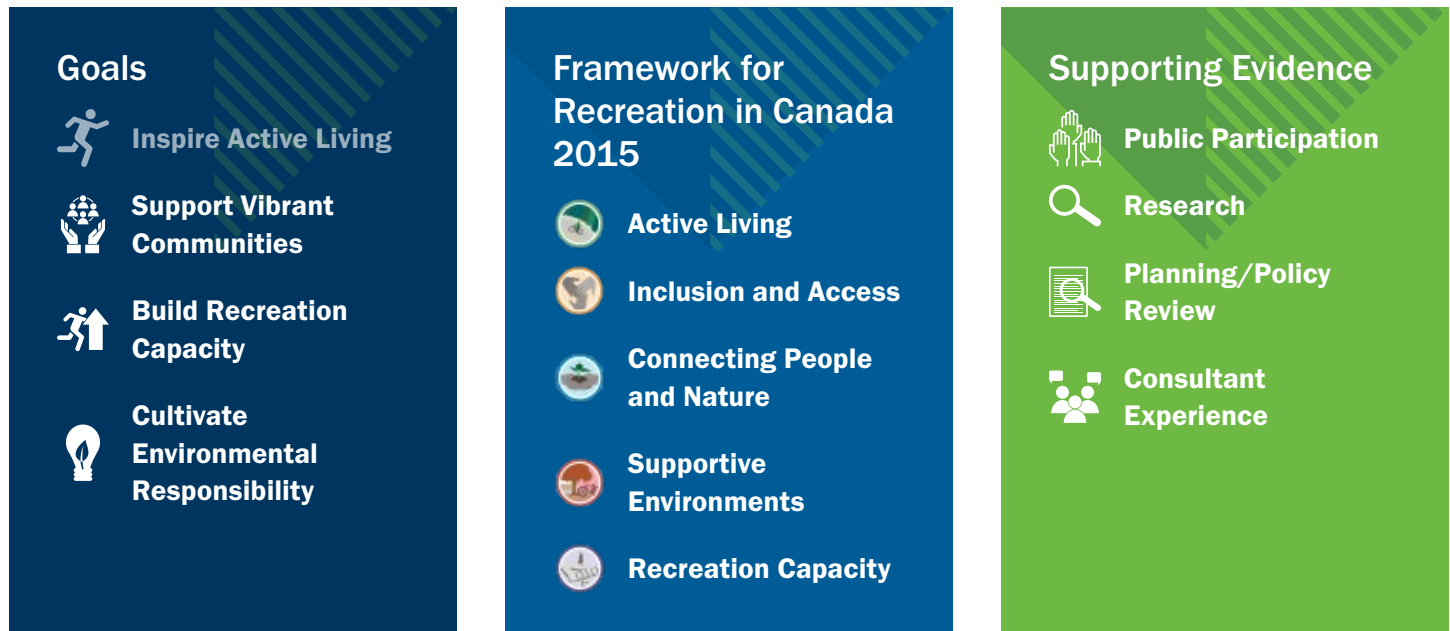 Goals
Inspire Active Living
Support Vibrant
Communities
Build Recreation
Capacity
Cultivate
Environmental
Responsibility
Framework for
Recreation in Canada
2015
Active Living
Inclusion and Access
Connecting People
and Nature
Supportive
Environments
Recreation Capacity
Supporting Evidence
Public Participation
Research
Planning/Policy
Review
Consultant
Experience